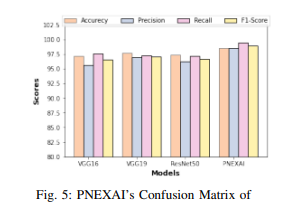 102.5
Accurecy Precision Recall F1-Score
100.0
97.5
95.0
92.5
90.0
87.5
85.0
82.5
80.0
Scores
VGG16 VGG19 ResNet50 PNEXAI
Models
Fig. 5: PNEXAI's Confusion Matrix of